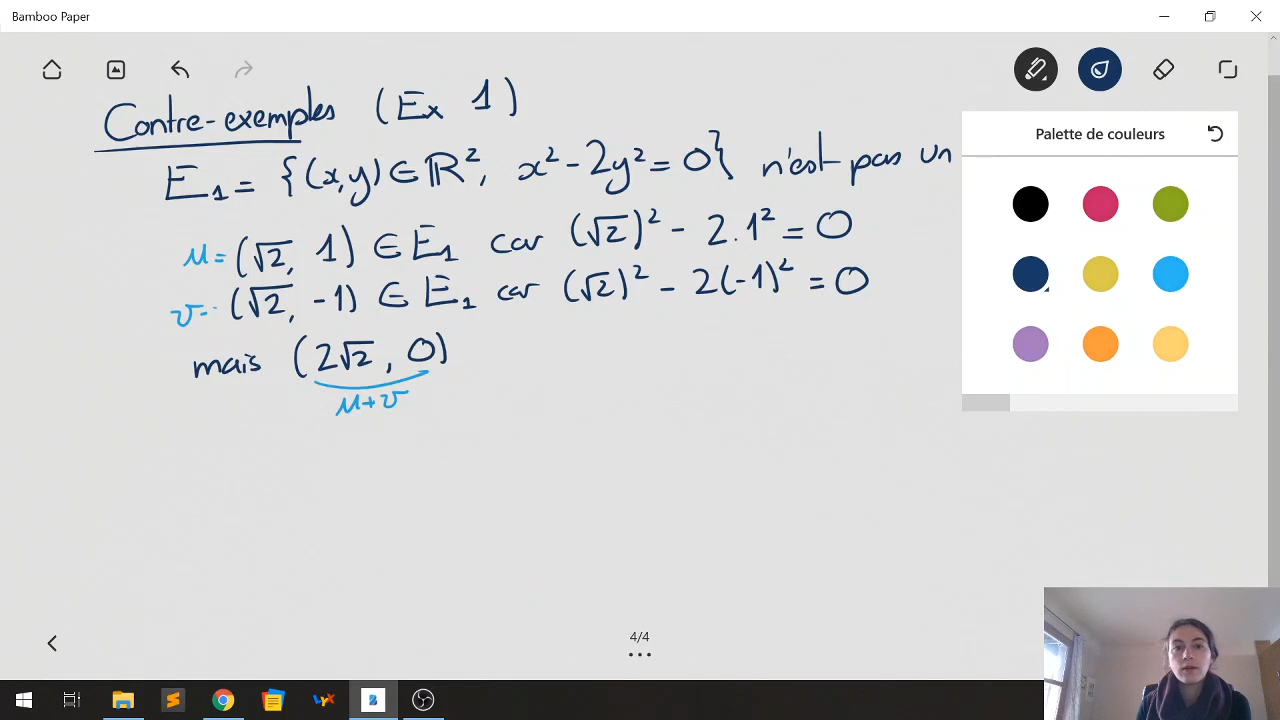 Bamboo Paper
Contre-exemples (Ex 1)
Palette de couleurs
E₁ = {(x,y) ∈ ℝ², x² - 2y² = 0} n'est pas un
u = (√2, 1) ∈ E₁ car (√2)² - 2.1² = 0
v = (√2, -1) ∈ E₁ car (√2)² - 2(-1)² = 0
mais (2√2, 0)
u+v
4/4